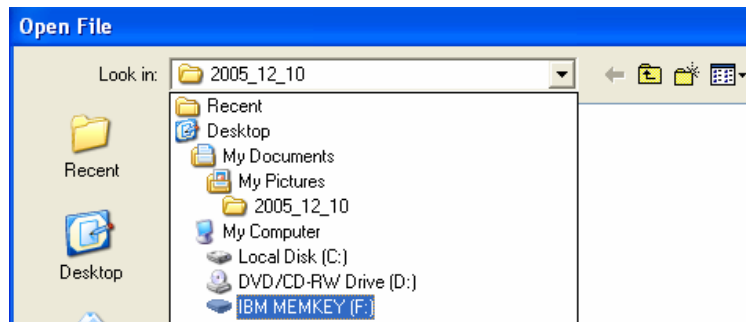 Open File
Look in: 2005_12_10
Recent
Desktop
My Documents
My Pictures
2005_12_10
My Computer
Local Disk (C:)
DVD/CD-RW Drive (D:)
IBM MEMKEY (F:)
Recent
Desktop